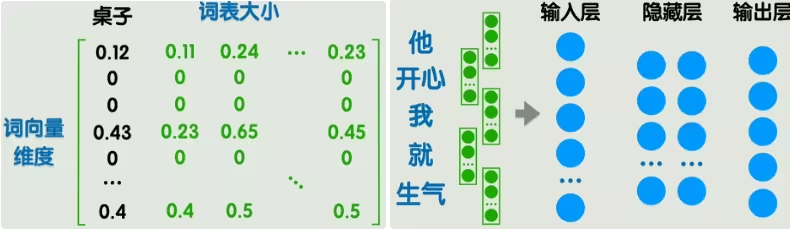 桌子 词表大小
0.12 0.11 0.24 ... 0.23
0 0 0 0
0 0 0 0
词向量
维度
0.43 0.23 0.65 0.45
0 0 0 0
... ⋱
0.4 0.4 0.5 0.5
输入层 隐藏层 输出层
他
开心
我
就
生气
...
...
...
...
...
... ... ...